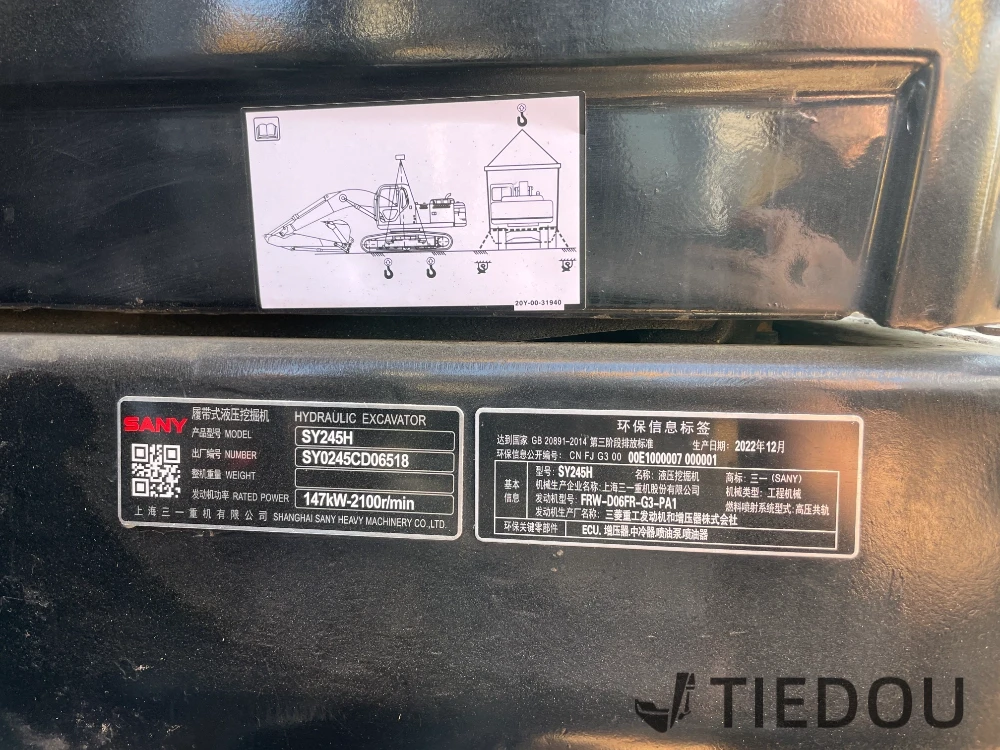 20Y-00-31940
SANY
履带式液压挖掘机 HYDRAULIC EXCAVATOR
产品型号 MODEL SY245H
出厂编号 NUMBER SY0245CD06518
整机重量 WEIGHT
发动机功率 RATED POWER 147kW-2100r/min
上海三一重机有限公司 SHANGHAI SANY HEAVY MACHINERY CO.,LTD.
环保信息标签
达到国家 GB 20891-2014 第三阶段排放标准 生产日期: 2022年12月
环保信息公开编号: CN FJ G3 00 00E1000007 000001
基本信息
型号: SY245H 名称: 液压挖掘机 商标: 三一 (SANY)
机械生产企业名称: 上海三一重机股份有限公司 机械类型: 工程机械
发动机型号: FRW-D06FR-G3-PA1 燃料喷射系统型式: 高压共轨
发动机生产厂名称: 三菱重工发动机和增压器株式会社
环保关键零部件 ECU, 增压器,中冷器,喷油泵,喷油器
TIEDOU